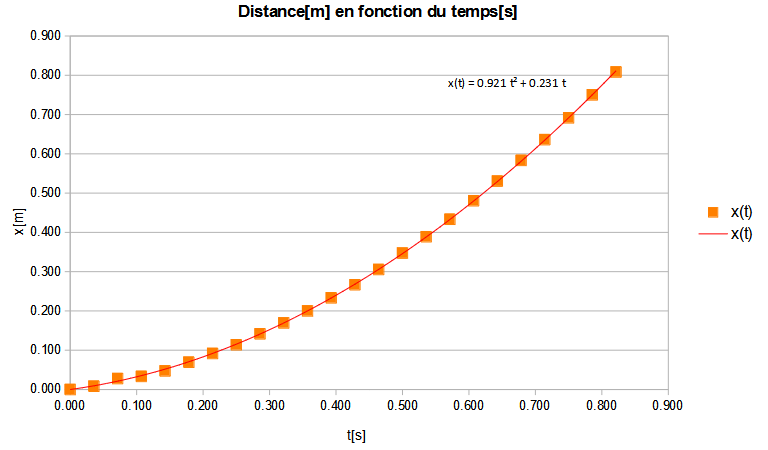 Distance[m] en fonction du temps[s]
0.900
0.800
x(t) = 0.921 t² + 0.231 t
0.700
0.600
0.500
x(t)
x [m]
x(t)
0.400
0.300
0.200
0.100
0.000
0.000 0.100 0.200 0.300 0.400 0.500 0.600 0.700 0.800 0.900
t[s]